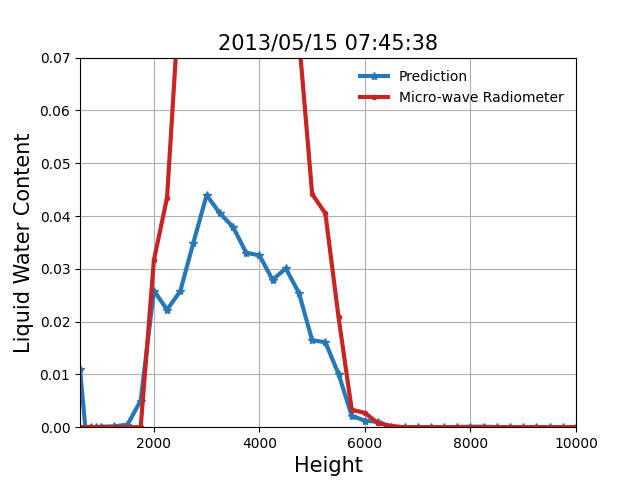 2013/05/15 07:45:38
0.07
0.06
0.05
0.04
0.03
0.02
0.01
0.00
Liquid Water Content
Prediction
Micro-wave Radiometer
2000 4000 6000 8000 10000
Height